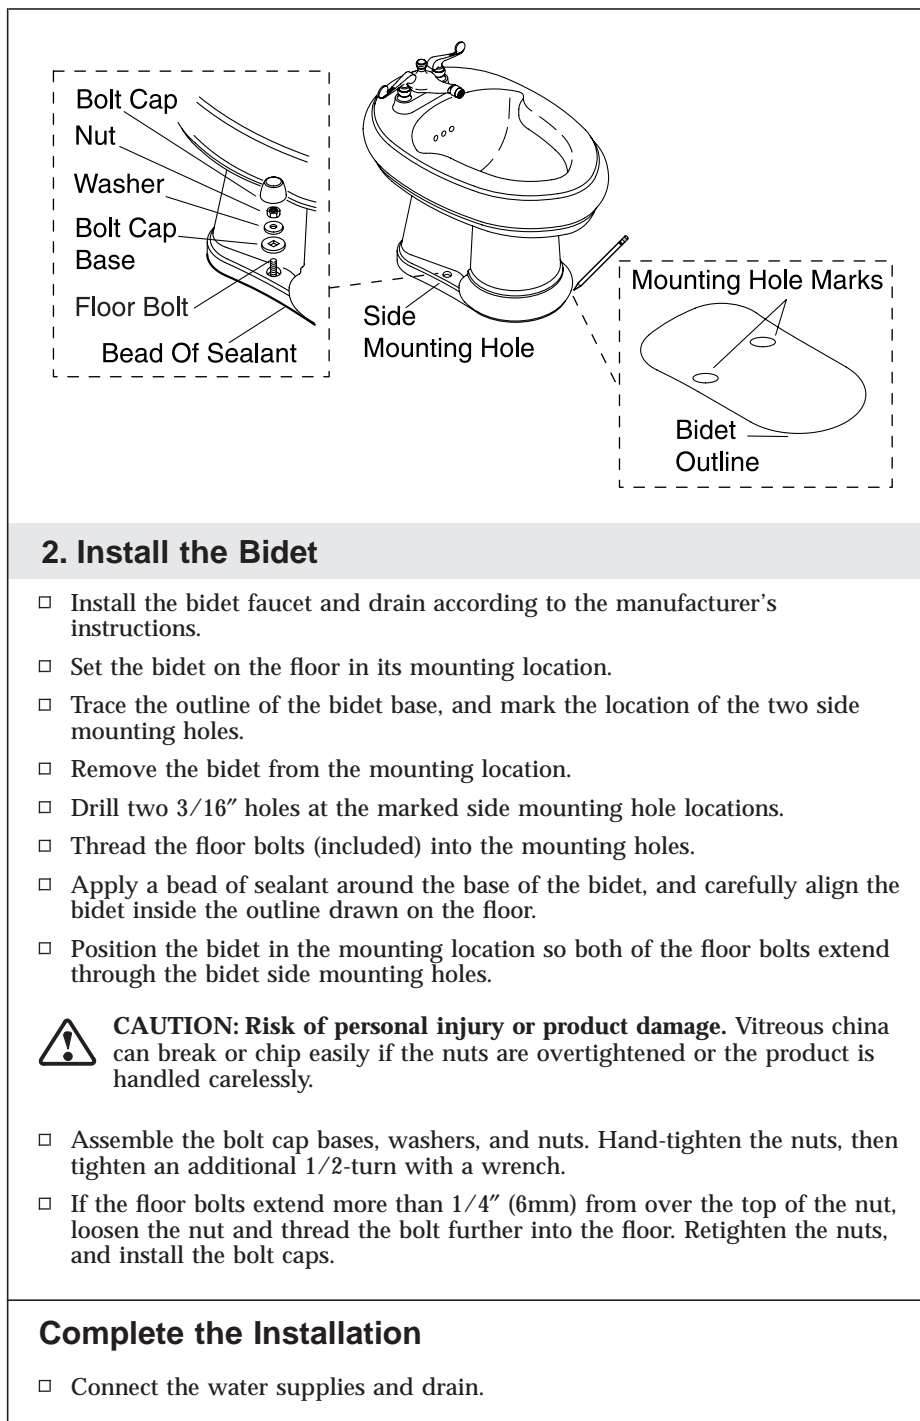 Bolt Cap
Nut
Washer
Bolt Cap
Base
Floor Bolt
Bead Of Sealant
Side
Mounting Hole
Mounting Hole Marks
Bidet
Outline
2. Install the Bidet
□ Install the bidet faucet and drain according to the manufacturer's
instructions.
□ Set the bidet on the floor in its mounting location.
□ Trace the outline of the bidet base, and mark the location of the two side
mounting holes.
□ Remove the bidet from the mounting location.
□ Drill two 3/16″ holes at the marked side mounting hole locations.
□ Thread the floor bolts (included) into the mounting holes.
□ Apply a bead of sealant around the base of the bidet, and carefully align the
bidet inside the outline drawn on the floor.
□ Position the bidet in the mounting location so both of the floor bolts extend
through the bidet side mounting holes.
CAUTION: Risk of personal injury or product damage. Vitreous china
can break or chip easily if the nuts are overtightened or the product is
handled carelessly.
□ Assemble the bolt cap bases, washers, and nuts. Hand-tighten the nuts, then
tighten an additional 1/2-turn with a wrench.
□ If the floor bolts extend more than 1/4″ (6mm) from over the top of the nut,
loosen the nut and thread the bolt further into the floor. Retighten the nuts,
and install the bolt caps.
Complete the Installation
□ Connect the water supplies and drain.